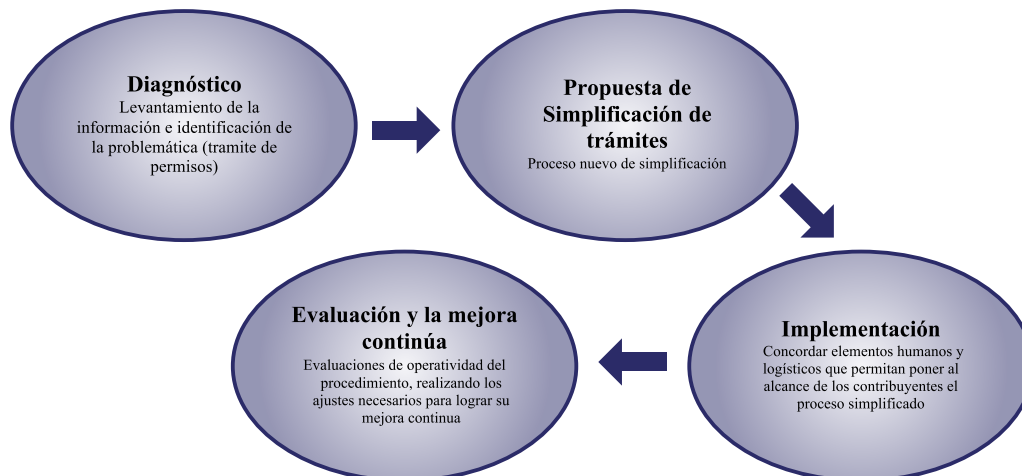 Diagnóstico
Levantamiento de la
información e identificación de
la problemática (tramite de
permisos)
Propuesta de
Simplificación de
trámites
Proceso nuevo de simplificación
Implementación
Concordar elementos humanos y
logísticos que permitan poner al
alcance de los contribuyentes el
proceso simplificado
Evaluación y la mejora
continúa
Evaluaciones de operatividad del
procedimiento, realizando los
ajustes necesarios para lograr su
mejora continua